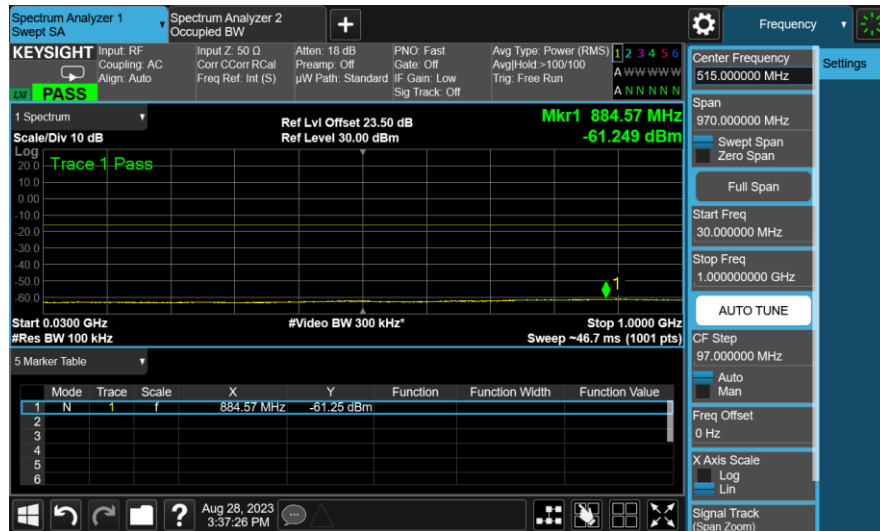 Spectrum Analyzer 1
Swept SA
Spectrum Analyzer 2
Occupied BW
+
Frequency
KEYSIGHT
LXI
PASS
Input: RF
Coupling: AC
Align: Auto
Input Z: 50 Ω
Corr CCorr RCal
Freq Ref: Int (S)
Atten: 18 dB
Preamp: Off
µW Path: Standard
PNO: Fast
Gate: Off
IF Gain: Low
Sig Track: Off
Avg Type: Power (RMS)
Avg|Hold:>100/100
Trig: Free Run
1 2 3 4 5 6
A W W W W W
A N N N N N
1 Spectrum
Scale/Div 10 dB
Ref Lvl Offset 23.50 dB
Ref Level 30.00 dBm
Mkr1 884.57 MHz
-61.249 dBm
Log
Trace 1 Pass
20.0
10.0
0.00
-10.0
-20.0
-30.0
-40.0
-50.0
-60.0
1
Start 0.0300 GHz
#Res BW 100 kHz
#Video BW 300 kHz*
Stop 1.0000 GHz
Sweep ~46.7 ms (1001 pts)
5 Marker Table
Mode Trace Scale X Y Function Function Width Function Value
1 N 1 f 884.57 MHz -61.25 dBm
2
3
4
5
6
?
Aug 28, 2023
3:37:26 PM
Center Frequency
515.000000 MHz
Span
970.000000 MHz
Swept Span
Zero Span
Full Span
Start Freq
30.000000 MHz
Stop Freq
1.000000000 GHz
AUTO TUNE
CF Step
97.000000 MHz
Auto
Man
Freq Offset
0 Hz
X Axis Scale
Log
Lin
Signal Track
(Span Zoom)
Settings